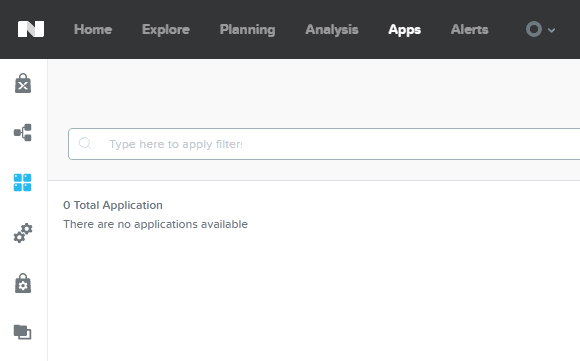 Home Explore Planning Analysis Apps Alerts
Type here to apply filters
0 Total Application
There are no applications available